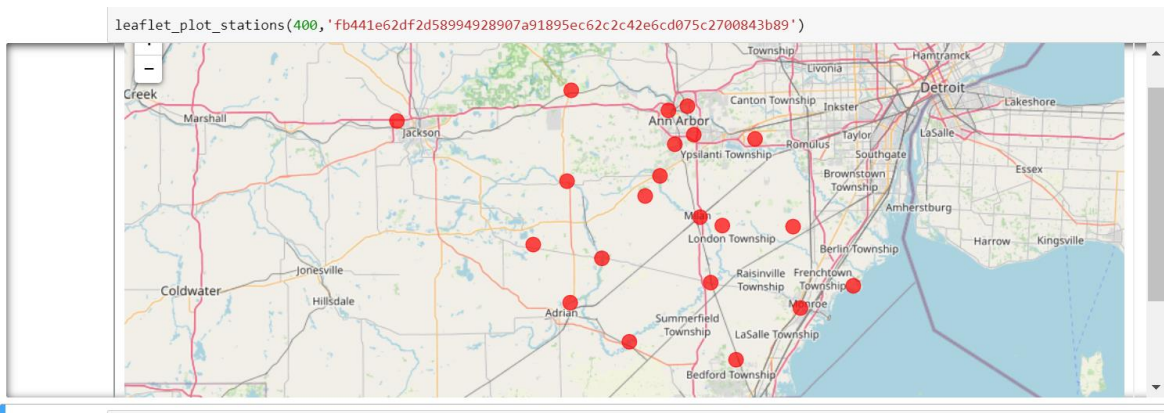 leaflet_plot_stations(400,'fb441e62df2d58994928907a91895ec62c2c42e6cd075c2700843b89')
−
Township
Hamtramck
Livonia
Detroit
Creek
Canton Township
Inkster
Lakeshore
Marshall
Ann Arbor
Jackson
Taylor
LaSalle
Romulus
Ypsilanti Township
Southgate
Essex
Brownstown
Township
Amherstburg
Milan
London Township
Harrow
Kingsville
Berlin Township
Jonesville
Raisinville
Township
Frenchtown
Township
Coldwater
Hillsdale
Monroe
Adrian
Summerfield
Township
LaSalle Township
Bedford Township